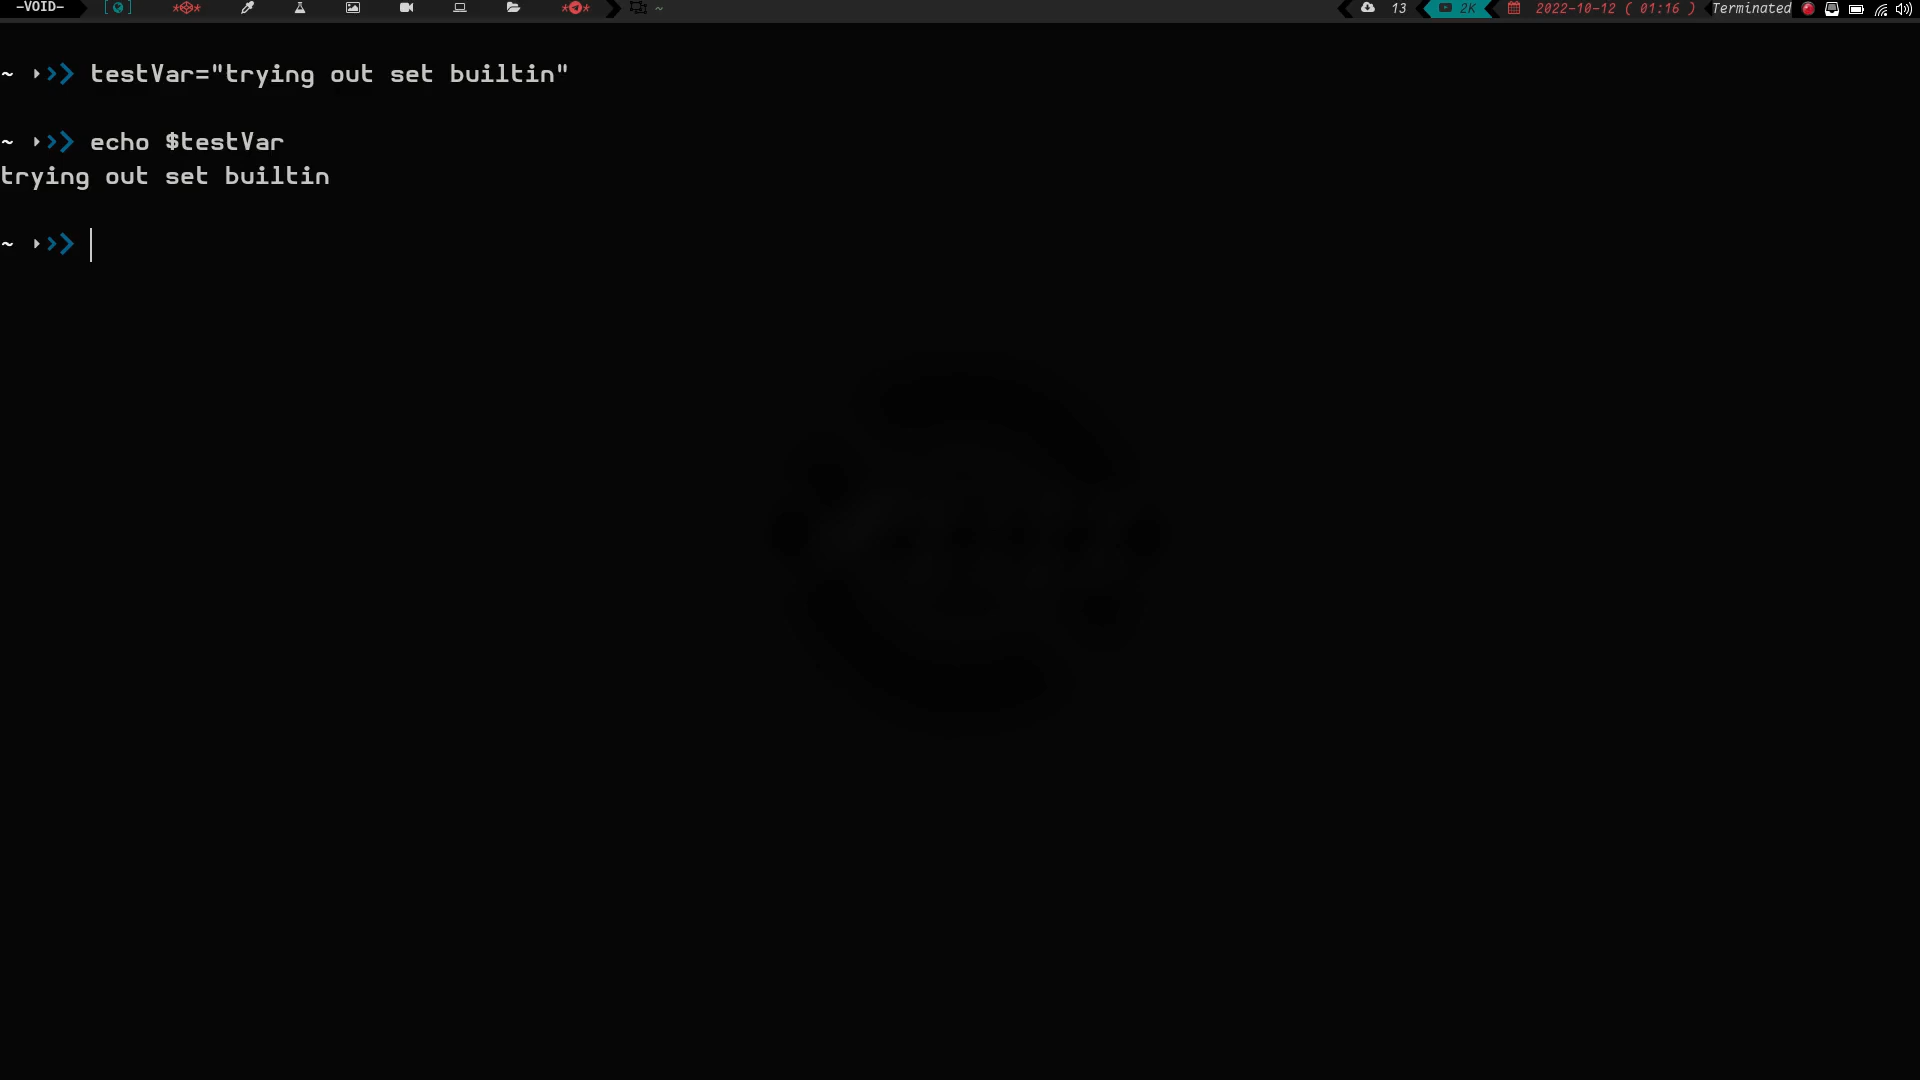 -VOID- [ ] * * * * ~ 13 2K 2022-10-12 ( 01:16 ) Terminated
~ testVar="trying out set builtin"
~ echo $testVar
trying out set builtin
~